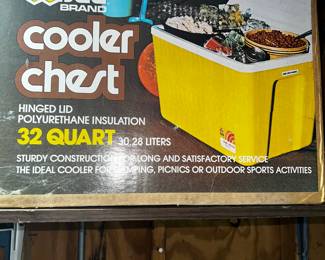 BRAND
cooler
chest
HINGED LID
POLYURETHANE INSULATION
32 QUART 30.28 LITERS
STURDY CONSTRUCTION FOR LONG AND SATISFACTORY SERVICE
THE IDEAL COOLER FOR CAMPING, PICNICS OR OUTDOOR SPORTS ACTIVITIES